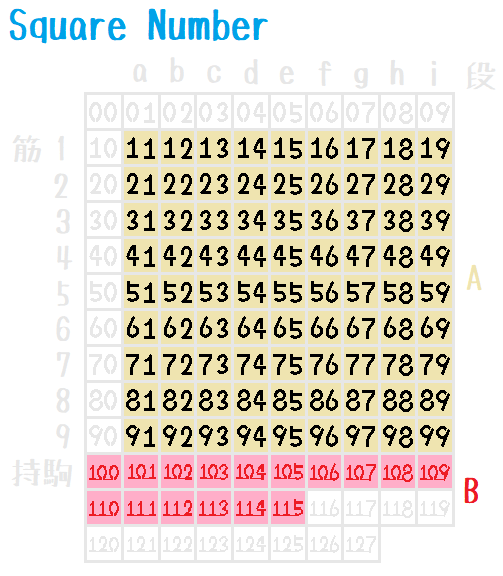 Square Number
a b c d e f g h i 段
00 01 02 03 04 05 06 07 08 09
筋 1 10 11 12 13 14 15 16 17 18 19
2 20 21 22 23 24 25 26 27 28 29
3 30 31 32 33 34 35 36 37 38 39
4 40 41 42 43 44 45 46 47 48 49
A
5 50 51 52 53 54 55 56 57 58 59
6 60 61 62 63 64 65 66 67 68 69
7 70 71 72 73 74 75 76 77 78 79
8 80 81 82 83 84 85 86 87 88 89
9 90 91 92 93 94 95 96 97 98 99
持駒 100 101 102 103 104 105 106 107 108 109
B
110 111 112 113 114 115 116 117 118 119
120 121 122 123 124 125 126 127